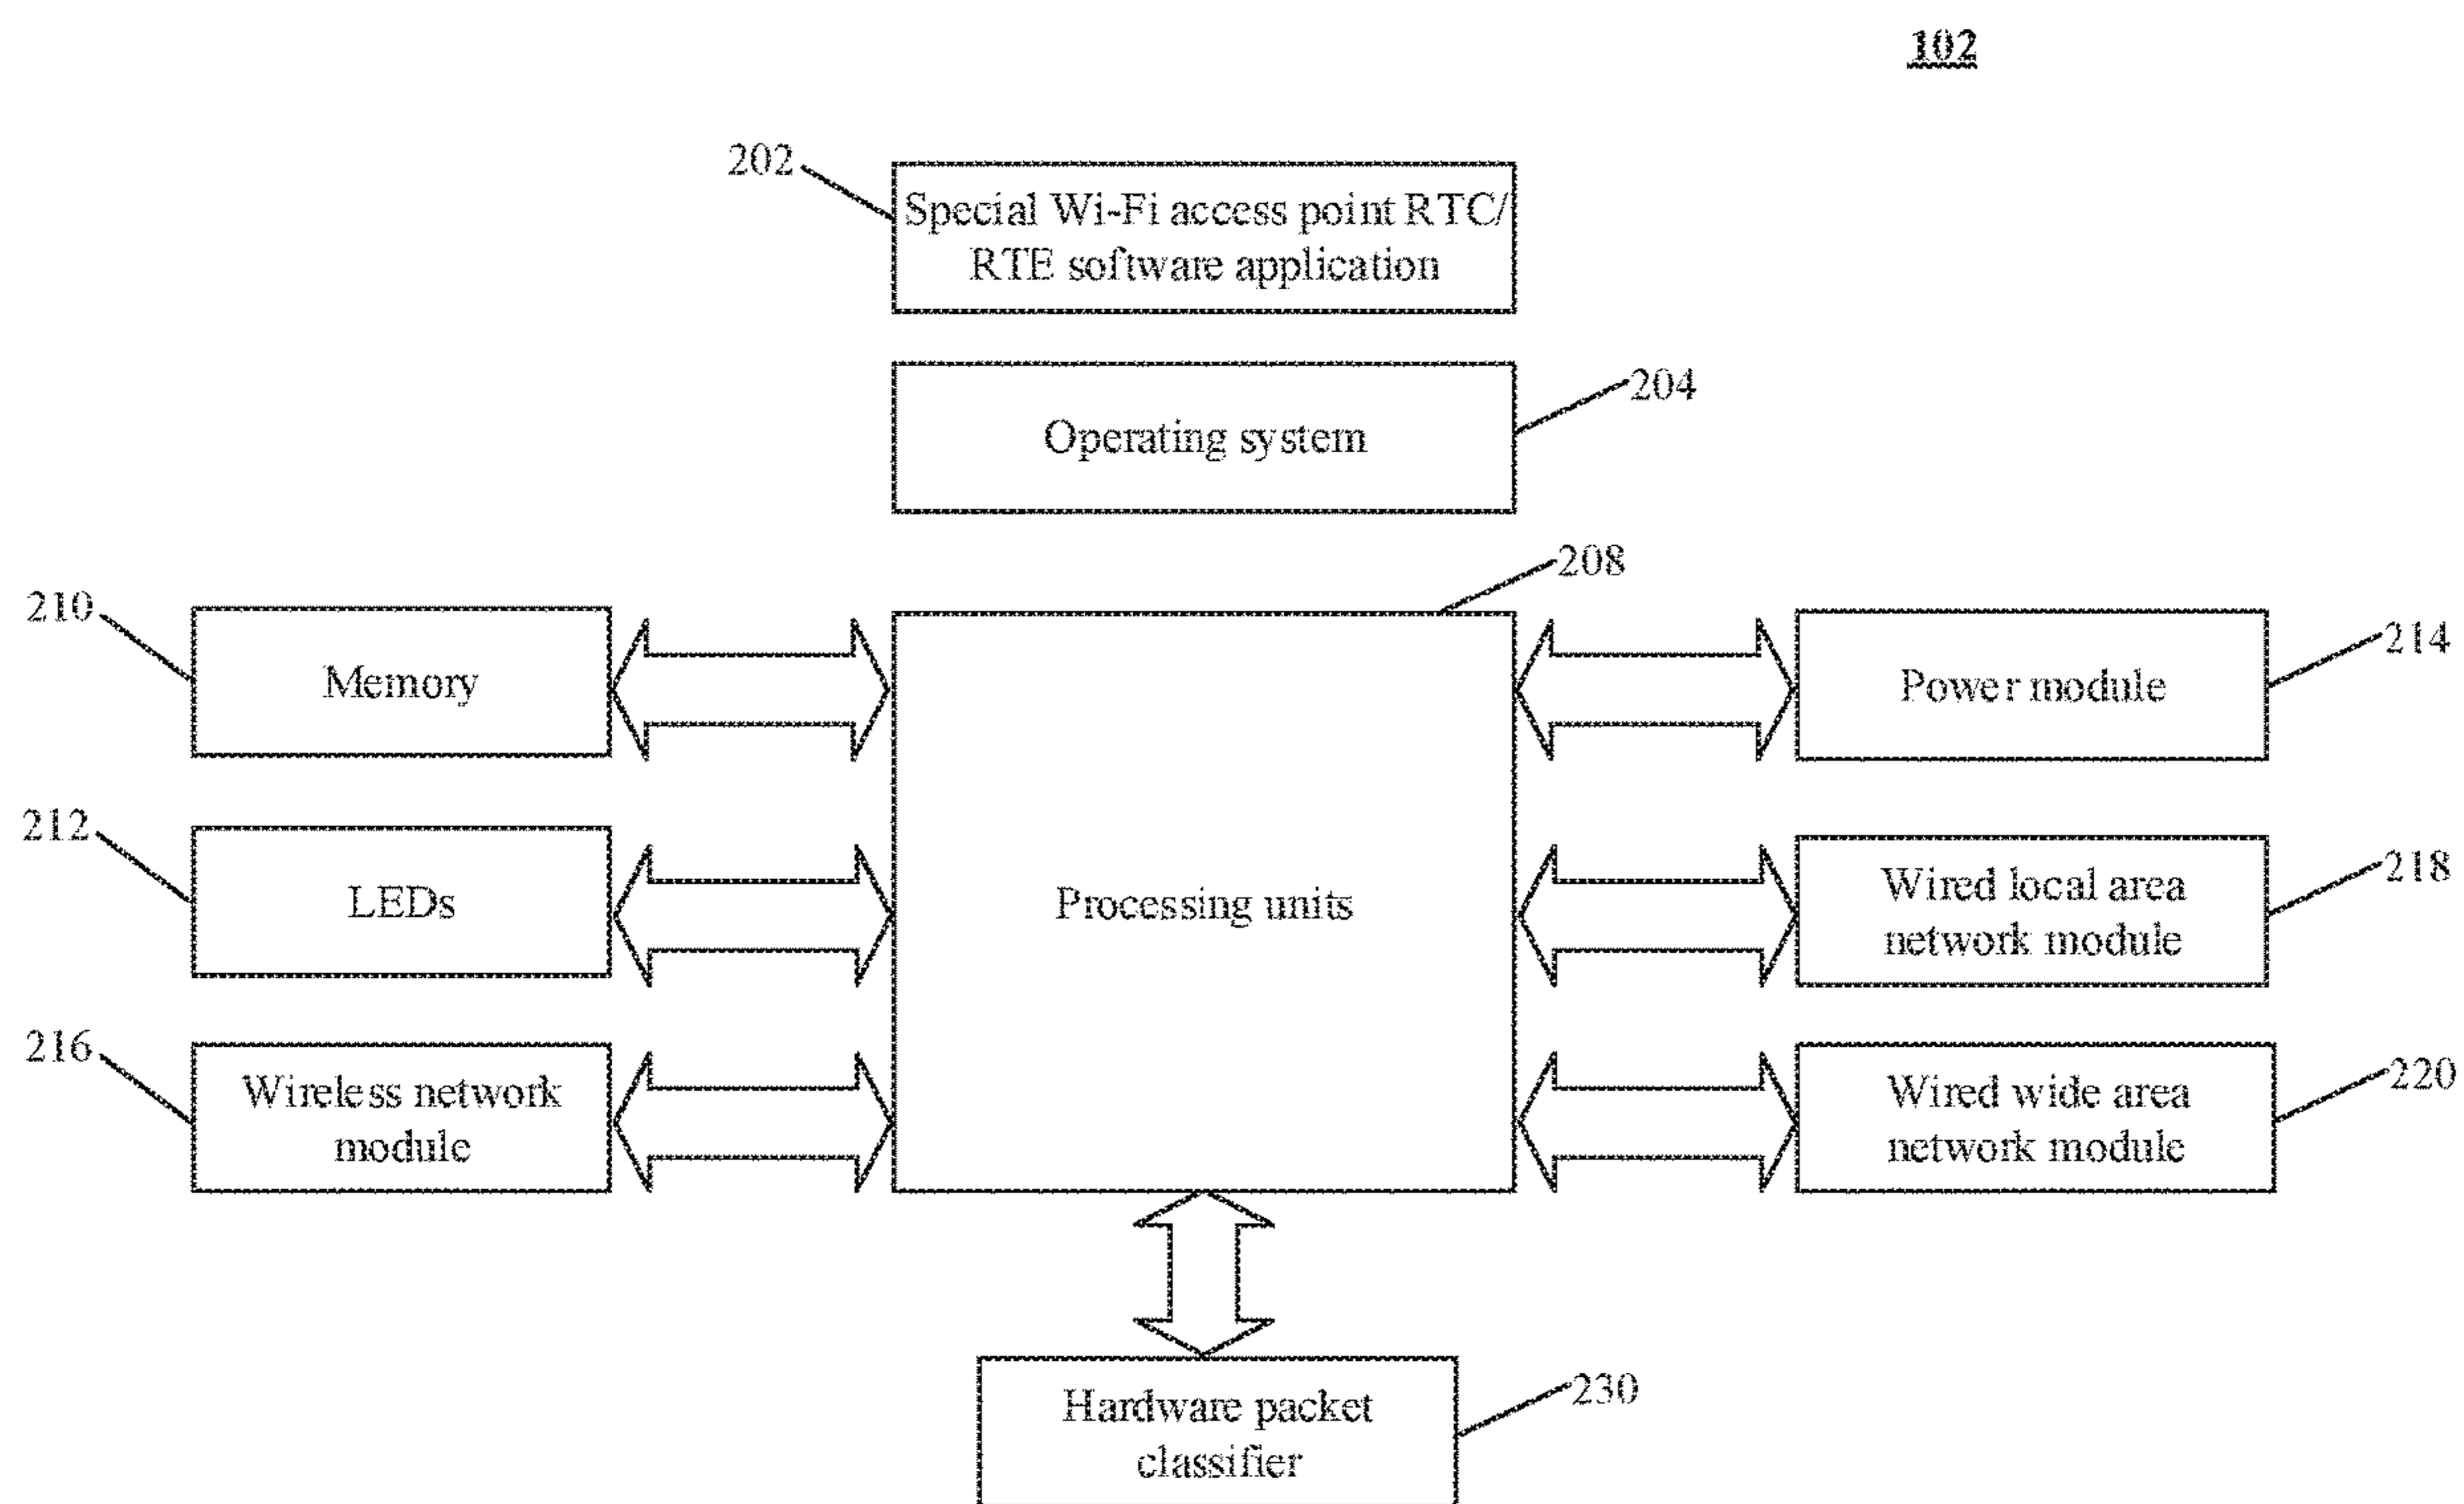 102
202
Special Wi-Fi access point RTC/
RTE software application
204
Operating system
208
210
Memory
214
Power module
212
LEDs
Processing units
218
Wired local area
network module
216
Wireless network
module
220
Wired wide area
network module
230
Hardware packet
classifier